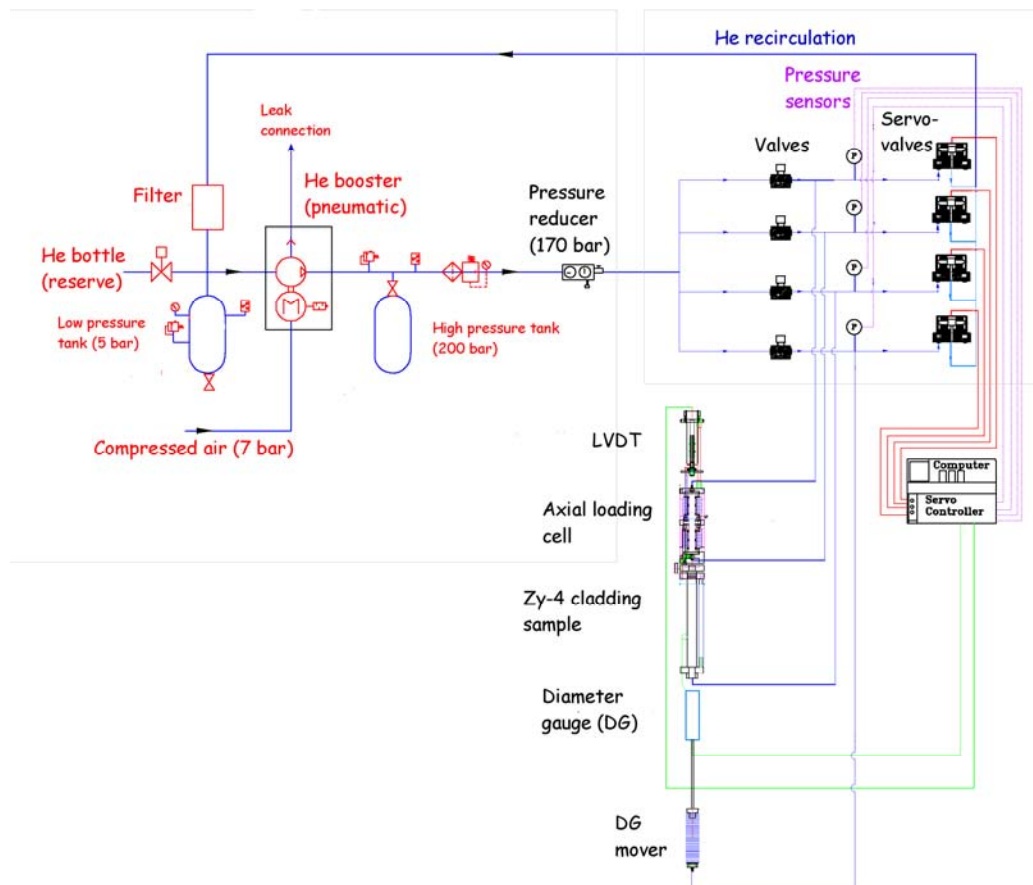 He recirculation
Pressure
sensors
Leak
connection
Servo-
valves
Valves
P
Filter
He booster
(pneumatic)
Pressure
reducer
(170 bar)
P
He bottle
(reserve)
P
M
Low pressure
tank (5 bar)
High pressure tank
(200 bar)
P
Compressed air (7 bar)
LVDT
Computer
Servo
Controller
Axial loading
cell
Zy-4 cladding
sample
Diameter
gauge (DG)
DG
mover